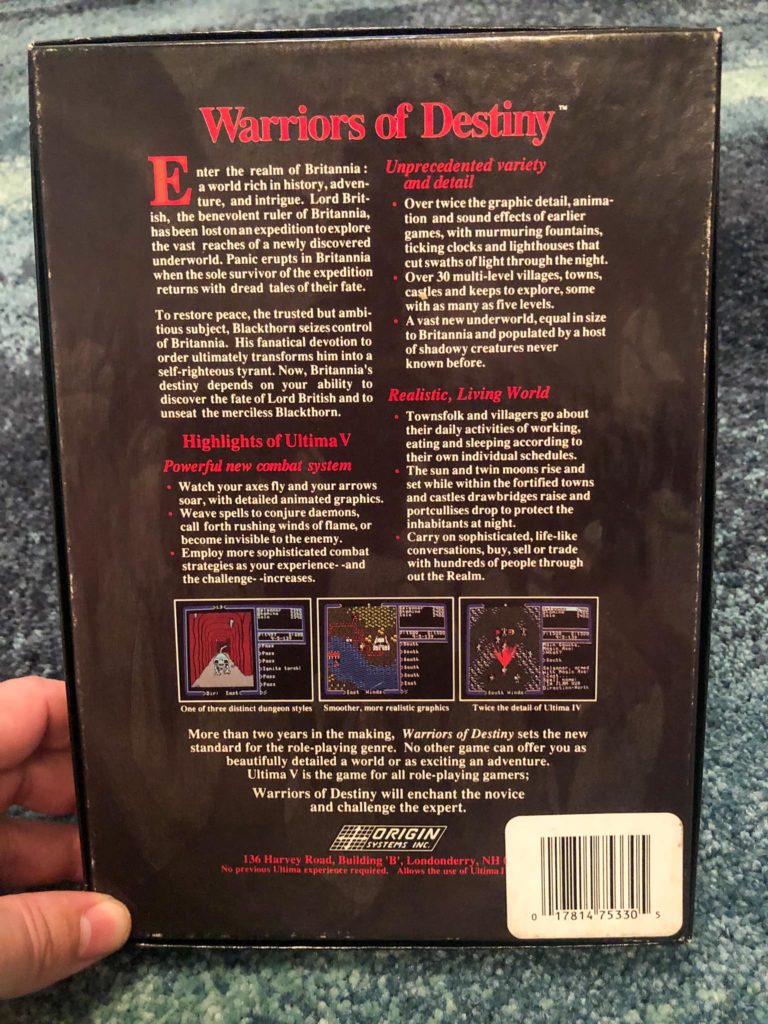 Warriors of Destiny™
Enter the realm of Britannia :
a world rich in history, adven-
ture, and intrigue. Lord Brit-
ish, the benevolent ruler of Britannia,
has been lost on an expedition to explore
the vast reaches of a newly discovered
underworld. Panic erupts in Britannia
when the sole survivor of the expedition
returns with dread tales of their fate.
To restore peace, the trusted but ambi-
tious subject, Blackthorn seizes control
of Britannia. His fanatical devotion to
order ultimately transforms him into a
self-righteous tyrant. Now, Britannia's
destiny depends on your ability to
discover the fate of Lord British and to
unseat the merciless Blackthorn.
Highlights of Ultima V
Powerful new combat system
• Watch your axes fly and your arrows
soar, with detailed animated graphics.
• Weave spells to conjure daemons,
call forth rushing winds of flame, or
become invisible to the enemy.
• Employ more sophisticated combat
strategies as your experience- -and
the challenge- -increases.
Unprecedented variety
and detail
• Over twice the graphic detail, anima-
tion and sound effects of earlier
games, with murmuring fountains,
ticking clocks and lighthouses that
cut swaths of light through the night.
• Over 30 multi-level villages, towns,
castles and keeps to explore, some
with as many as five levels.
• A vast new underworld, equal in size
to Britannia and populated by a host
of shadowy creatures never
known before.
Realistic, Living World
• Townsfolk and villagers go about
their daily activities of working,
eating and sleeping according to
their own individual schedules.
• The sun and twin moons rise and
set while within the fortified towns
and castles drawbridges raise and
portcullises drop to protect the
inhabitants at night.
• Carry on sophisticated, life-like
conversations, buy, sell or trade
with hundreds of people through
out the Realm.
Pass
Pass
Pass
Ignite torch!
Pass
Pass
Dir: East
South
South
South
South
South
East Winds
South Winds
One of three distinct dungeon styles
Smoother, more realistic graphics
Twice the detail of Ultima IV
More than two years in the making, Warriors of Destiny sets the new
standard for the role-playing genre. No other game can offer you as
beautifully detailed a world or as exciting an adventure.
Ultima V is the game for all role-playing gamers;
Warriors of Destiny will enchant the novice
and challenge the expert.
ORIGIN
SYSTEMS INC.
136 Harvey Road, Building 'B', Londonderry, NH
No previous Ultima experience required. Allows the use of Ultima
0 17814 75330 5